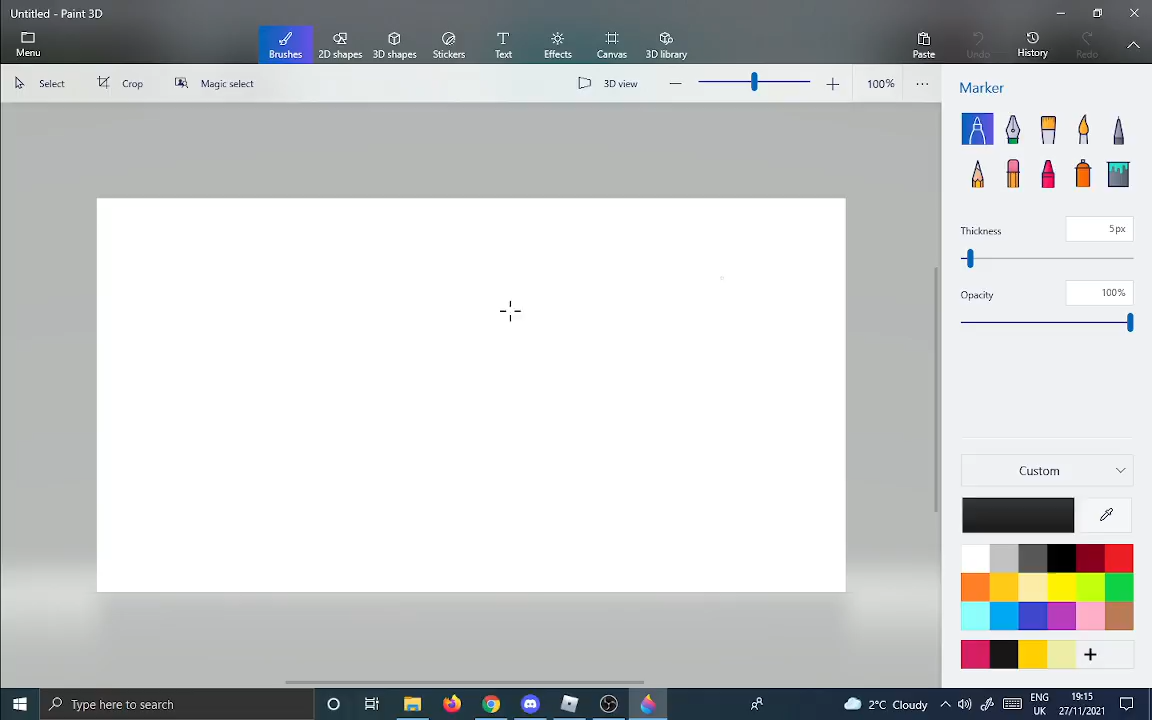 Untitled - Paint 3D
Menu
Brushes
2D shapes
3D shapes
Stickers
Text
Effects
Canvas
3D library
Paste
Undo
History
Redo
Select
Crop
Magic select
3D view
100%
Marker
Thickness
5px
Opacity
100%
Custom
Type here to search
2°C Cloudy
ENG
UK
19:15
27/11/2021